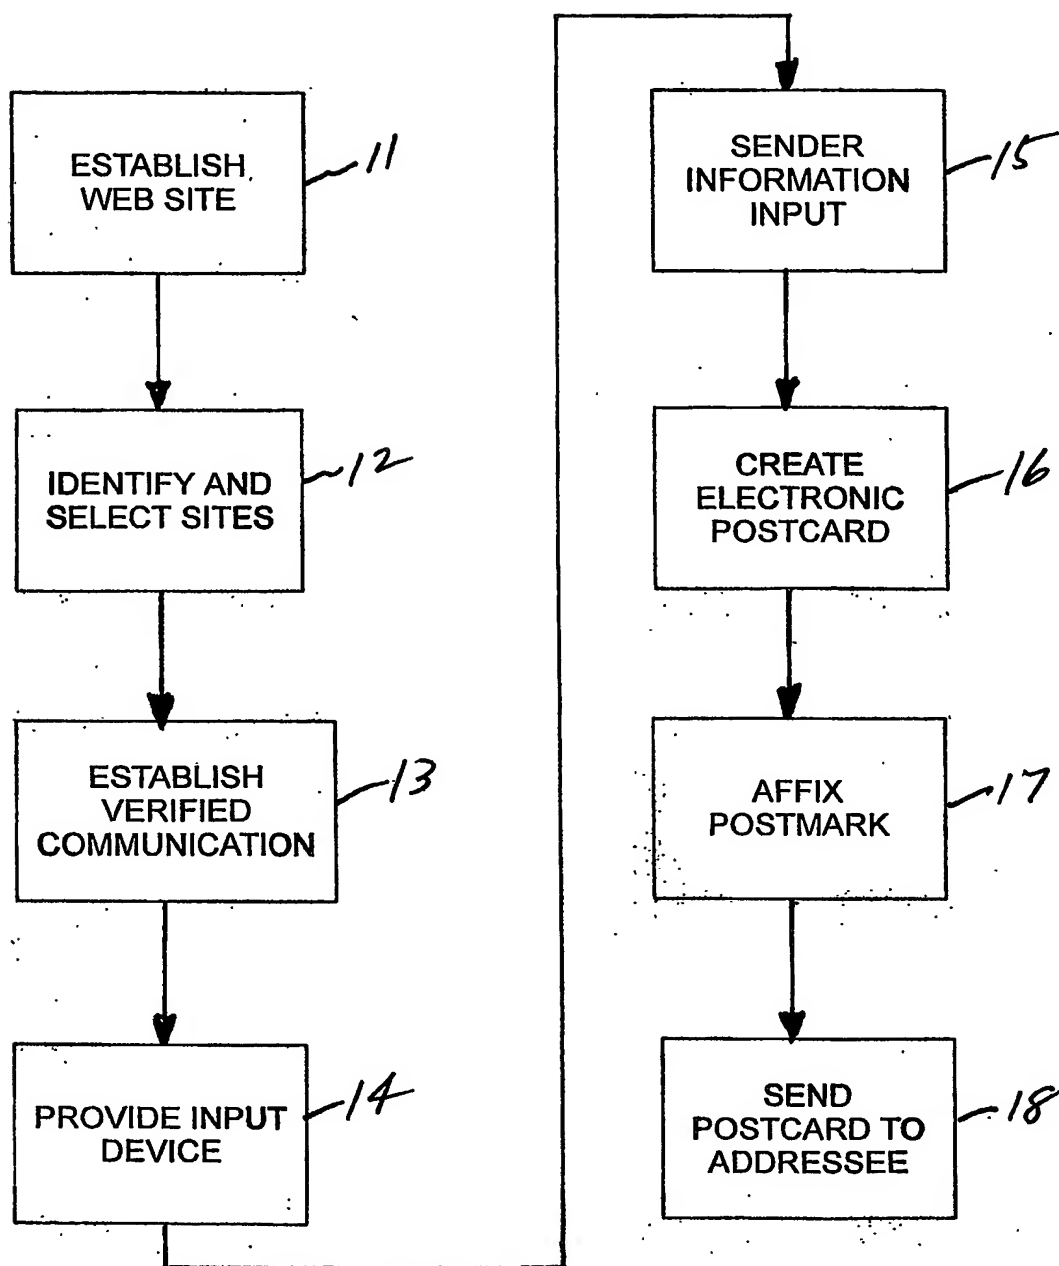 ESTABLISH
WEB SITE
11
IDENTIFY AND
SELECT SITES
12
ESTABLISH
VERIFIED
COMMUNICATION
13
PROVIDE INPUT
DEVICE
14
SENDER
INFORMATION
INPUT
15
CREATE
ELECTRONIC
POSTCARD
16
AFFIX
POSTMARK
17
SEND
POSTCARD TO
ADDRESSEE
18